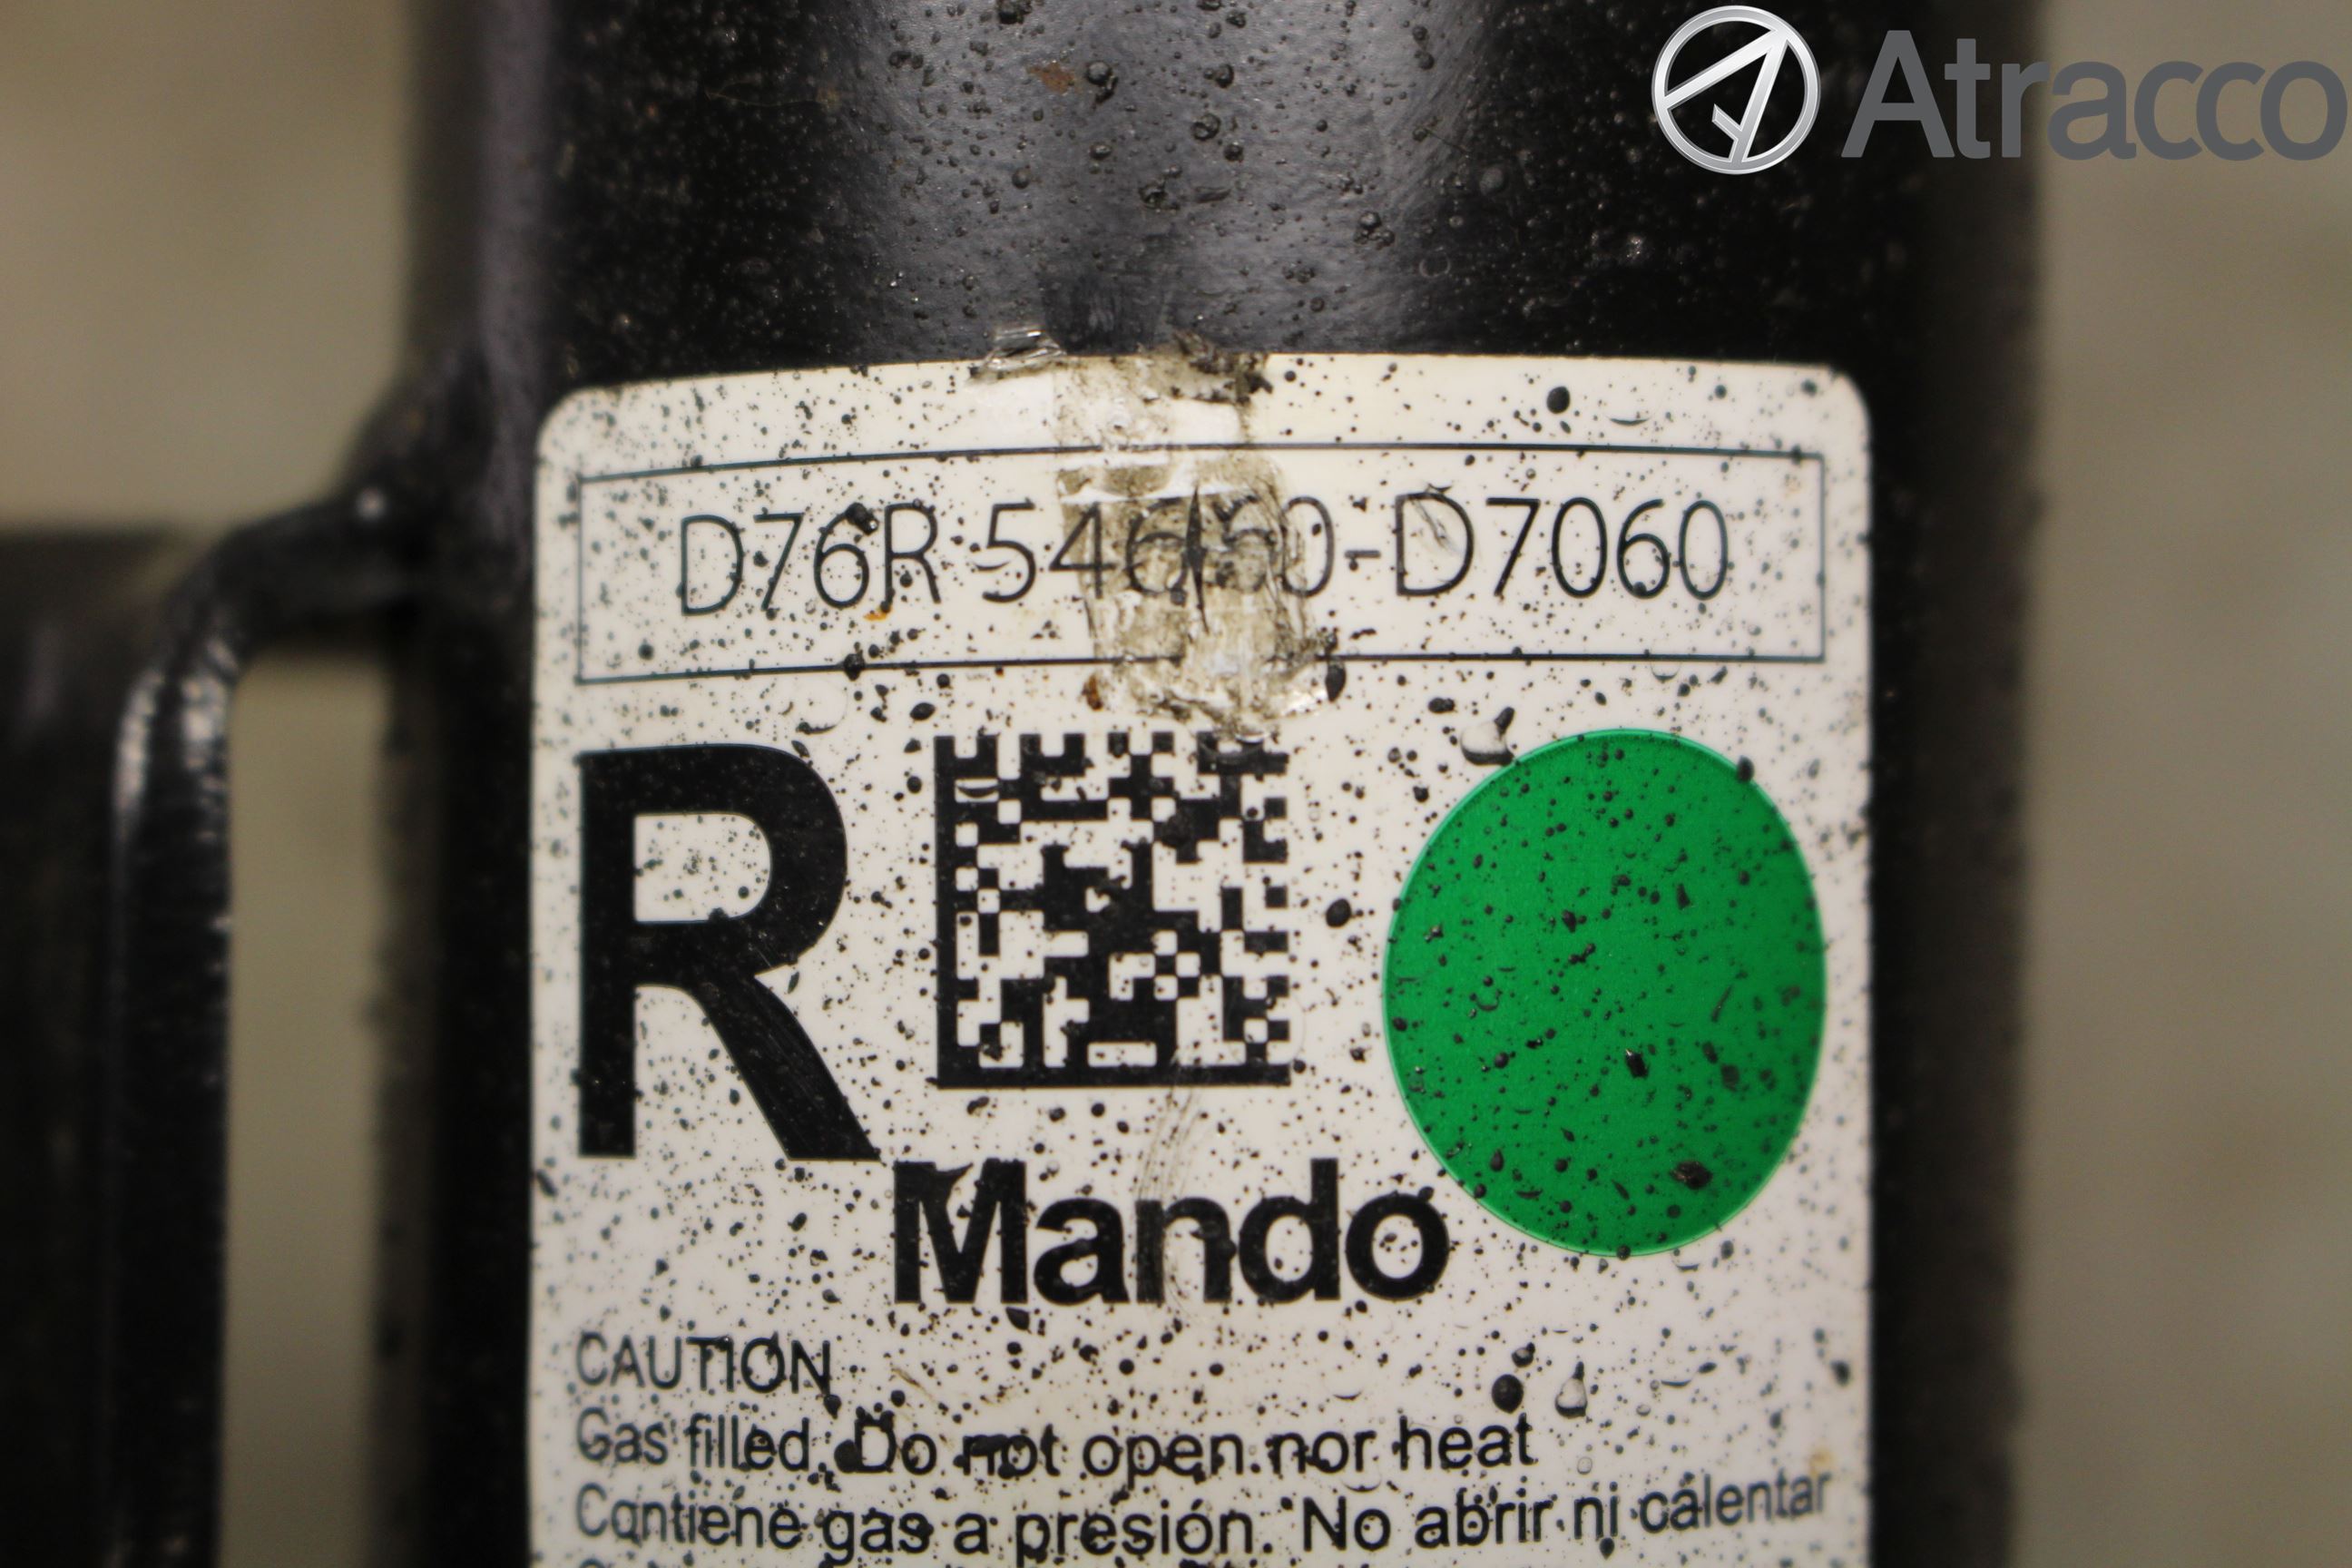 Atracco
D76R 54660-D7060
R
Mando
CAUTION
Gas filled. Do not open nor heat
Contiene gas a presión. No abrir ni calentar